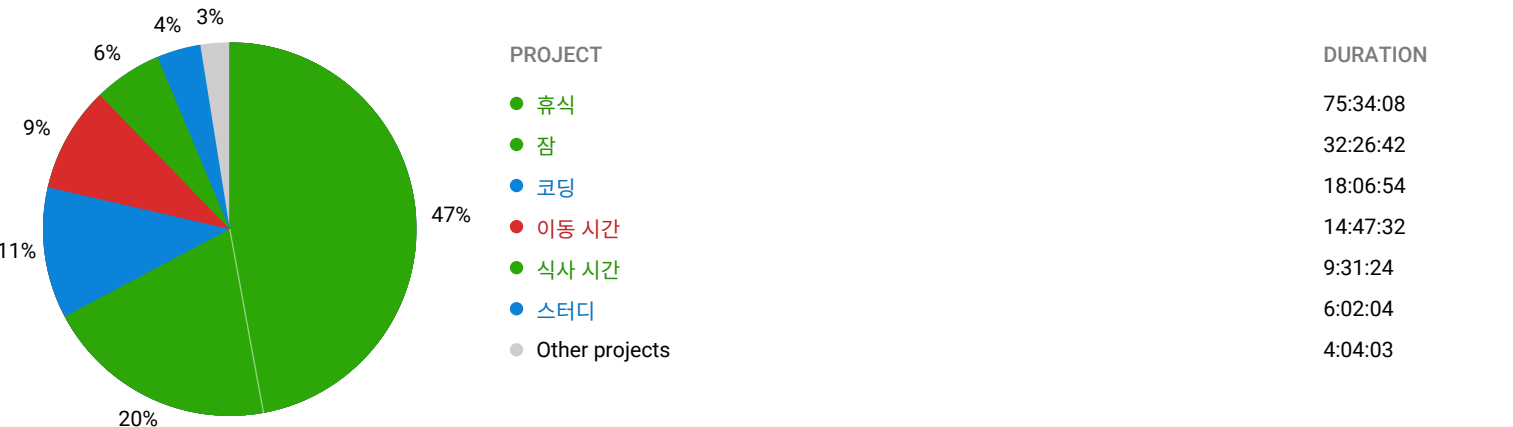 3%
4%
6%
9%
11%
20%
47%
PROJECT DURATION
휴식 75:34:08
잠 32:26:42
코딩 18:06:54
이동 시간 14:47:32
식사 시간 9:31:24
스터디 6:02:04
Other projects 4:04:03